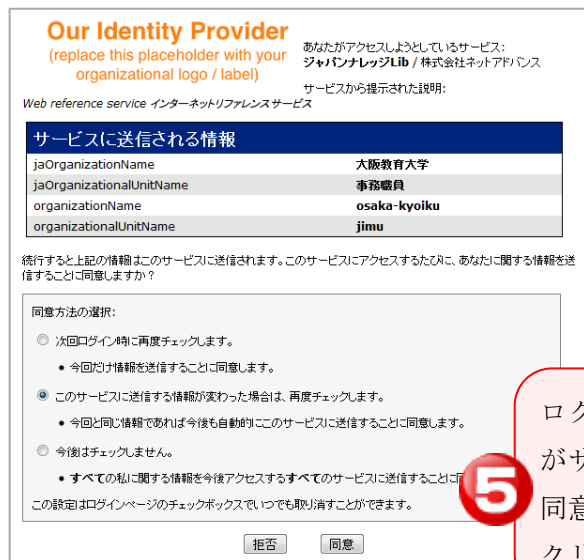 Our Identity Provider
(replace this placeholder with your
organizational logo / label)
あなたがアクセスしようとしているサービス:
ジャパンナレッジLib / 株式会社ネットアドバンス
サービスから提示された説明:
Web reference service インターネットリファレンスサービス
サービスに送信される情報
jaOrganizationName 大阪教育大学
jaOrganizationalUnitName 事務職員
organizationName osaka-kyoiku
organizationalUnitName jimu
続行すると上記の情報はこのサービスに送信されます。このサービスにアクセスするたびに、あなたに関する情報を送
信することに同意しますか?
同意方法の選択:
次回ログイン時に再度チェックします。
• 今回だけ情報を送信することに同意します。
このサービスに送信する情報が変わった場合は、再度チェックします。
• 今回と同じ情報であれば今後も自動的にこのサービスに送信することに同意します。
今後はチェックしません。
• すべての私に関する情報を今後アクセスするすべてのサービスに送信することに
この設定はログインページのチェックボックスでいつでも取り消すことができます。
拒否 同意
5
ログ
がサ
同意
クリ